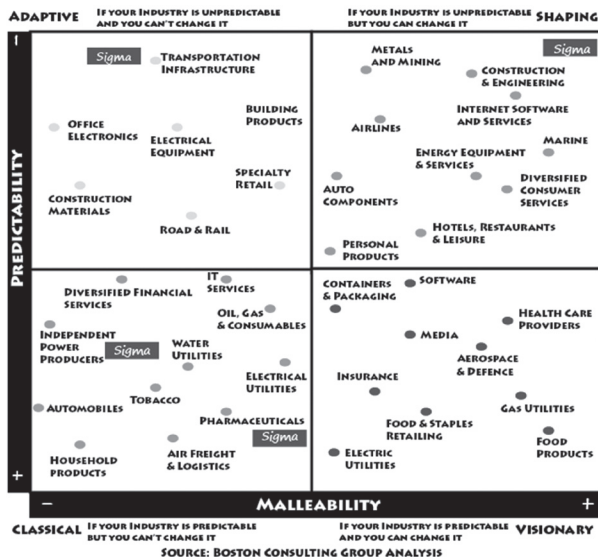 ADAPTIVE
IF YOUR INDUSTRY IS UNPREDICTABLE
AND YOU CAN'T CHANGE IT
IF YOUR INDUSTRY IS UNPREDICTABLE
BUT YOU CAN CHANGE IT
SHAPING
Sigma
TRANSPORTATION
INFRASTRUCTURE
BUILDING
PRODUCTS
OFFICE
ELECTRONICS
ELECTRICAL
EQUIPMENT
SPECIALTY
RETAIL
CONSTRUCTION
MATERIALS
ROAD & RAIL
METALS
AND MINING
Sigma
CONSTRUCTION
& ENGINEERING
INTERNET SOFTWARE
AND SERVICES
AIRLINES
MARINE
ENERGY EQUIPMENT
& SERVICES
AUTO
COMPONENTS
DIVERSIFIED
CONSUMER
SERVICES
HOTELS, RESTAURANTS
& LEISURE
PERSONAL
PRODUCTS
PREDICTABILITY
DIVERSIFIED FINANCIAL
SERVICES
IT
SERVICES
OIL, GAS
& CONSUMABLES
INDEPENDENT
POWER
PRODUCERS
Sigma
WATER
UTILITIES
ELECTRICAL
UTILITIES
TOBACCO
AUTOMOBILES
PHARMACEUTICALS
Sigma
HOUSEHOLD
PRODUCTS
AIR FREIGHT
& LOGISTICS
CONTAINERS
& PACKAGING
SOFTWARE
HEALTH CARE
PROVIDERS
MEDIA
AEROSPACE
& DEFENCE
INSURANCE
GAS UTILITIES
FOOD & STAPLES
RETAILING
FOOD
PRODUCTS
ELECTRIC
UTILITIES
+
− MALLEABILITY +
CLASSICAL
IF YOUR INDUSTRY IS PREDICTABLE
BUT YOU CAN'T CHANGE IT
IF YOUR INDUSTRY IS PREDICTABLE
AND YOU CAN CHANGE IT
VISIONARY
SOURCE: BOSTON CONSULTING GROUP ANALYSIS